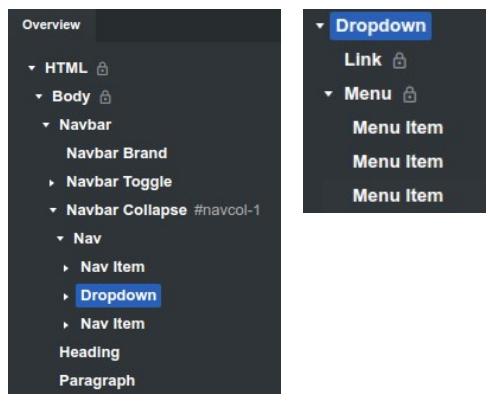 Overview
HTML
Body
Navbar
Navbar Brand
Navbar Toggle
Navbar Collapse #navcol-1
Nav
Nav Item
Dropdown
Nav Item
Heading
Paragraph
Dropdown
Link
Menu
Menu Item
Menu Item
Menu Item